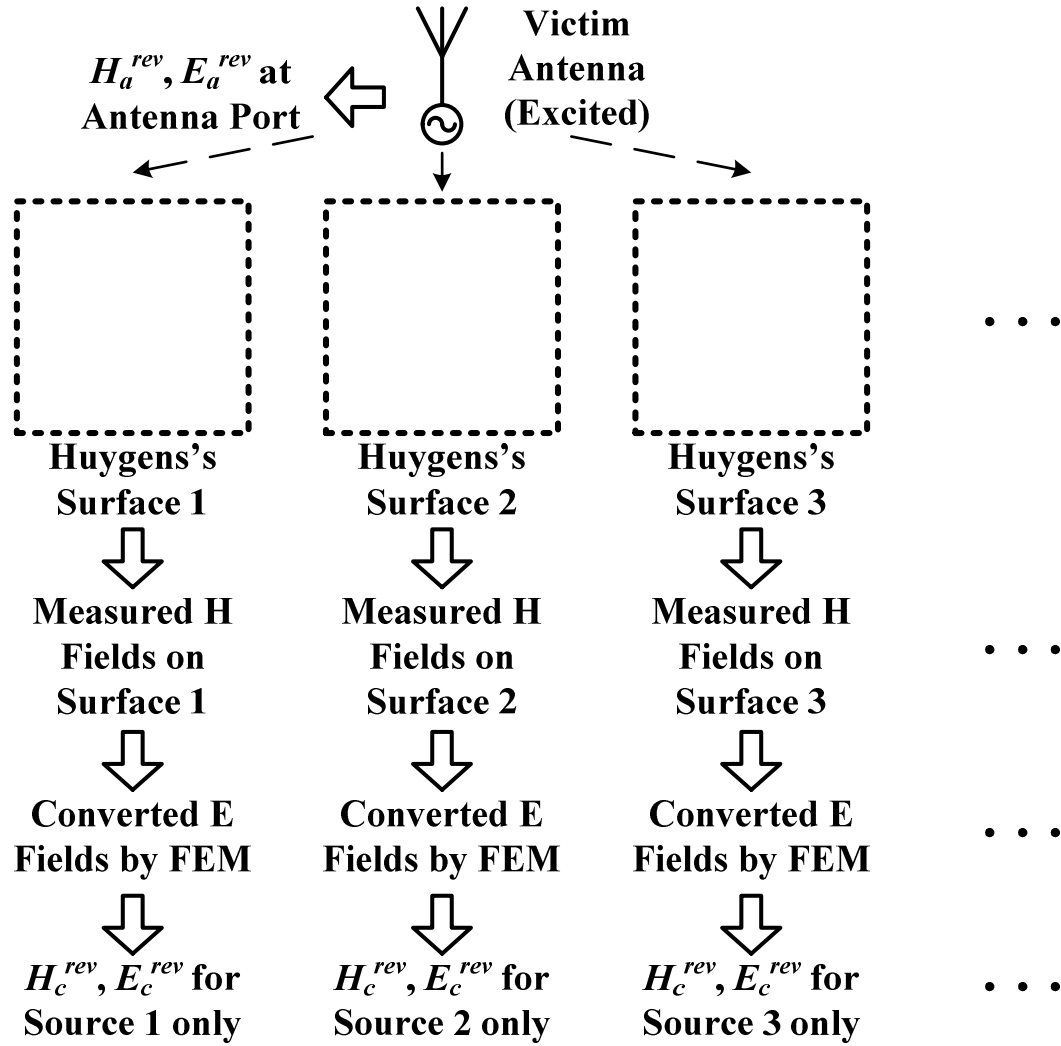 H_a^rev, E_a^rev at
Antenna Port
Victim
Antenna
(Excited)
Huygens's
Surface 1
Huygens's
Surface 2
Huygens's
Surface 3
Measured H
Fields on
Surface 1
Measured H
Fields on
Surface 2
Measured H
Fields on
Surface 3
Converted E
Fields by FEM
Converted E
Fields by FEM
Converted E
Fields by FEM
H_c^rev, E_c^rev for
Source 1 only
H_c^rev, E_c^rev for
Source 2 only
H_c^rev, E_c^rev for
Source 3 only
. . .
. . .
. . .
. . .